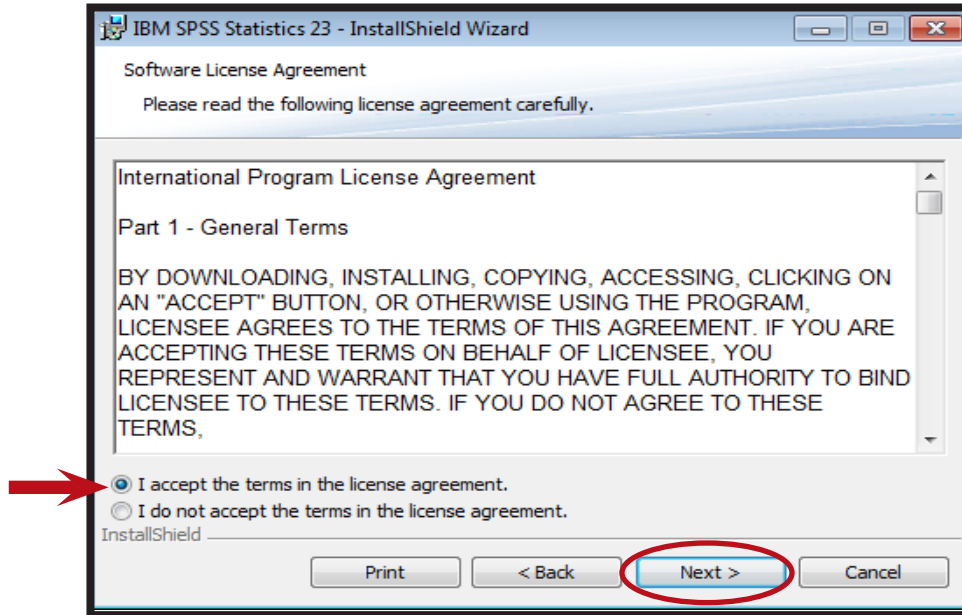 IBM SPSS Statistics 23 - InstallShield Wizard
Software License Agreement
Please read the following license agreement carefully.
International Program License Agreement
Part 1 - General Terms
BY DOWNLOADING, INSTALLING, COPYING, ACCESSING, CLICKING ON
AN "ACCEPT" BUTTON, OR OTHERWISE USING THE PROGRAM,
LICENSEE AGREES TO THE TERMS OF THIS AGREEMENT. IF YOU ARE
ACCEPTING THESE TERMS ON BEHALF OF LICENSEE, YOU
REPRESENT AND WARRANT THAT YOU HAVE FULL AUTHORITY TO BIND
LICENSEE TO THESE TERMS. IF YOU DO NOT AGREE TO THESE
TERMS,
I accept the terms in the license agreement.
I do not accept the terms in the license agreement.
InstallShield
Print < Back Next > Cancel